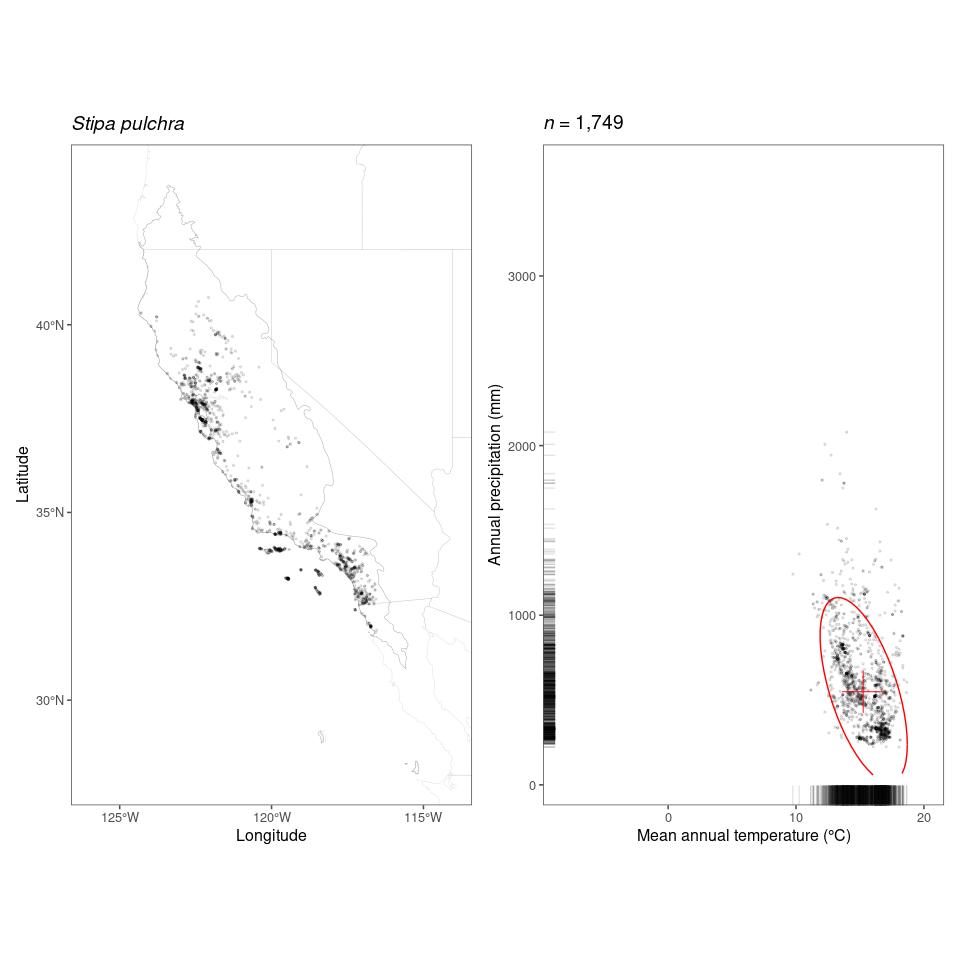 Stipa pulchra
n = 1,749
40°N
35°N
30°N
125°W
120°W
115°W
Longitude
Latitude
3000
2000
1000
0
0
10
20
Mean annual temperature (°C)
Annual precipitation (mm)